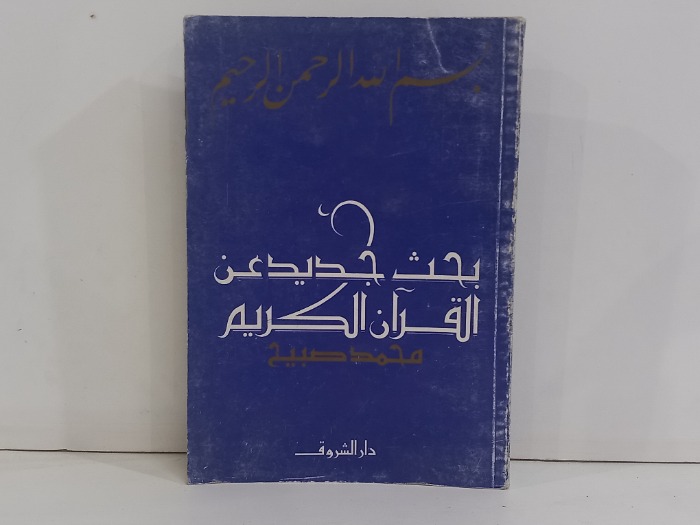 بسم الله الرحمن الرحيم
بحث جديد عن
القرآن الكريم
محمد صبيح
دار الشروق